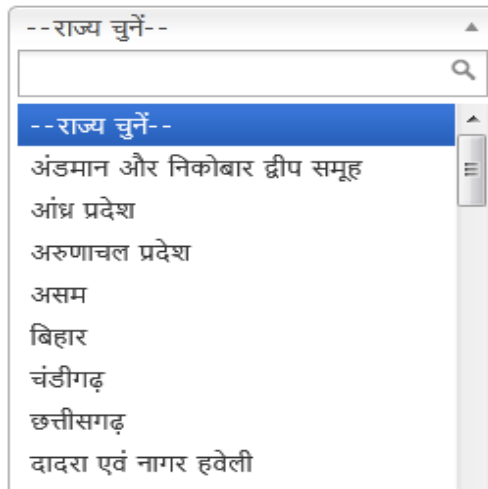 --राज्य चुनें--
--राज्य चुनें--
अंडमान और निकोबार द्वीप समूह
आंध्र प्रदेश
अरुणाचल प्रदेश
असम
बिहार
चंडीगढ़
छत्तीसगढ़
दादरा एवं नागर हवेली